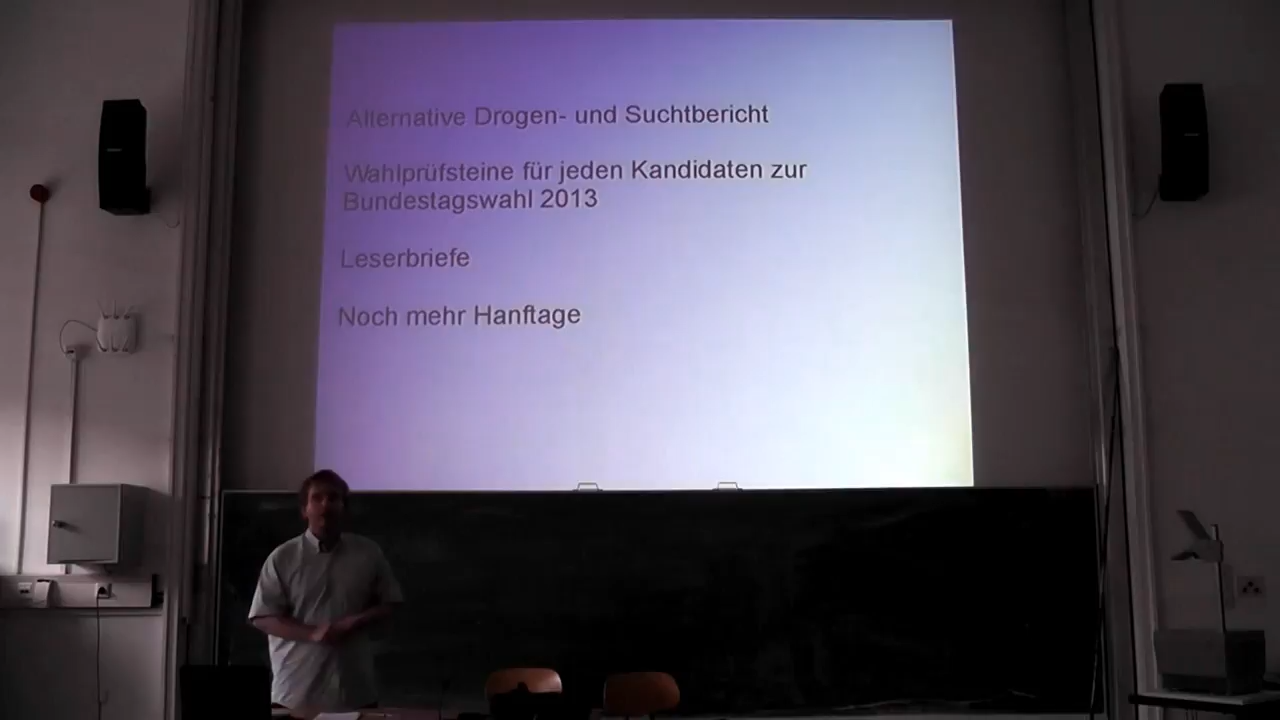 Alternative Drogen- und Suchtbericht
Wahlprüfsteine für jeden Kandidaten zur
Bundestagswahl 2013
Leserbriefe
Noch mehr Hanftage